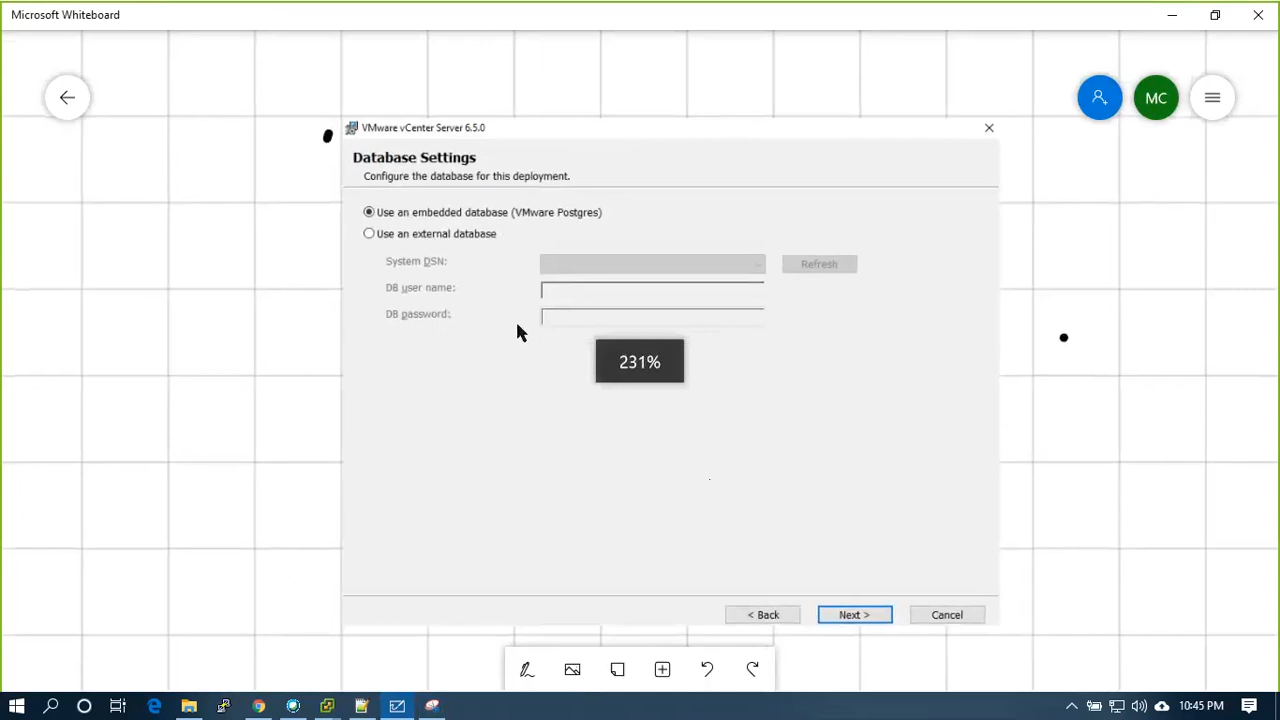 Microsoft Whiteboard
MC
VMware vCenter Server 6.5.0
Database Settings
Configure the database for this deployment.
Use an embedded database (VMware Postgres)
Use an external database
System DSN:
Refresh
DB user name:
DB password:
231%
< Back
Next >
Cancel
10:45 PM